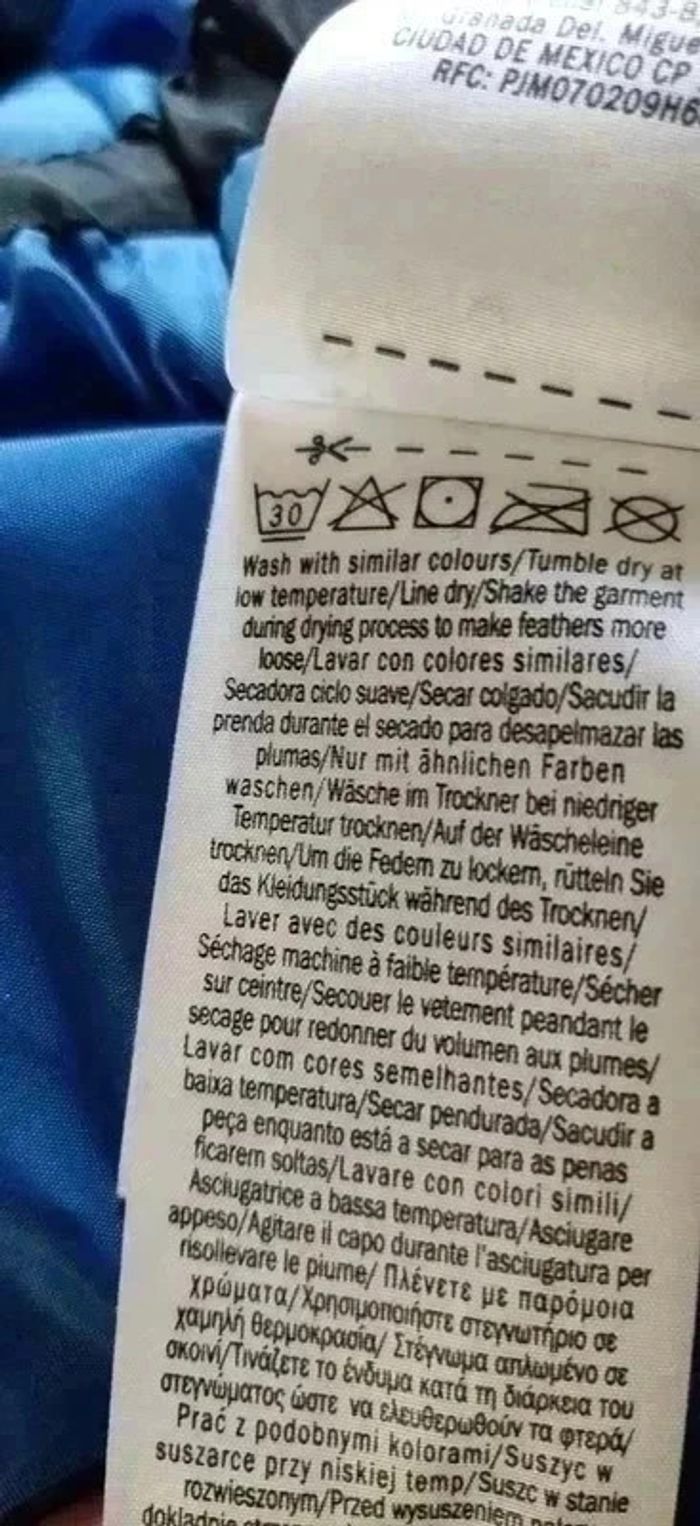 Granada Del. Migue
CIUDAD DE MEXICO CP
RFC: PJM070209H6
30
Wash with similar colours/Tumble dry at
low temperature/Line dry/Shake the garment
during drying process to make feathers more
loose/Lavar con colores similares/
Secadora ciclo suave/Secar colgado/Sacudir la
prenda durante el secado para desapelmazar las
plumas/Nur mit ähnlichen Farben
waschen/Wäsche im Trockner bei niedriger
Temperatur trocknen/Auf der Wäscheleine
trocknen/Um die Federn zu lockern, rütteln Sie
das Kleidungsstück während des Trocknen/
Laver avec des couleurs similaires/
Séchage machine à faible température/Sécher
sur ceintre/Secouer le vetement peandant le
secage pour redonner du volumen aux plumes/
Lavar com cores semelhantes/Secadora a
baixa temperatura/Secar pendurada/Sacudir a
peça enquanto está a secar para as penas
ficarem soltas/Lavare con colori simili/
Asciugatrice a bassa temperatura/Asciugare
appeso/Agitare il capo durante l'asciugatura per
risollevare le piume/ Πλένετε με παρόμοια
χρώματα/Χρησιμοποιήστε στεγνωτήριο σε
χαμηλή θερμοκρασία/ Στέγνωμα απλωμένο σε
σκοινί/Τινάζετε το ένδυμα κατά τη διάρκεια του
στεγνώματος ώστε να ελευθερωθούν τα φτερά/
Prać z podobnymi kolorami/Suszyc w
suszarce przy niskiej temp/Suszc w stanie
rozwieszonym/Przed wysuszeniem